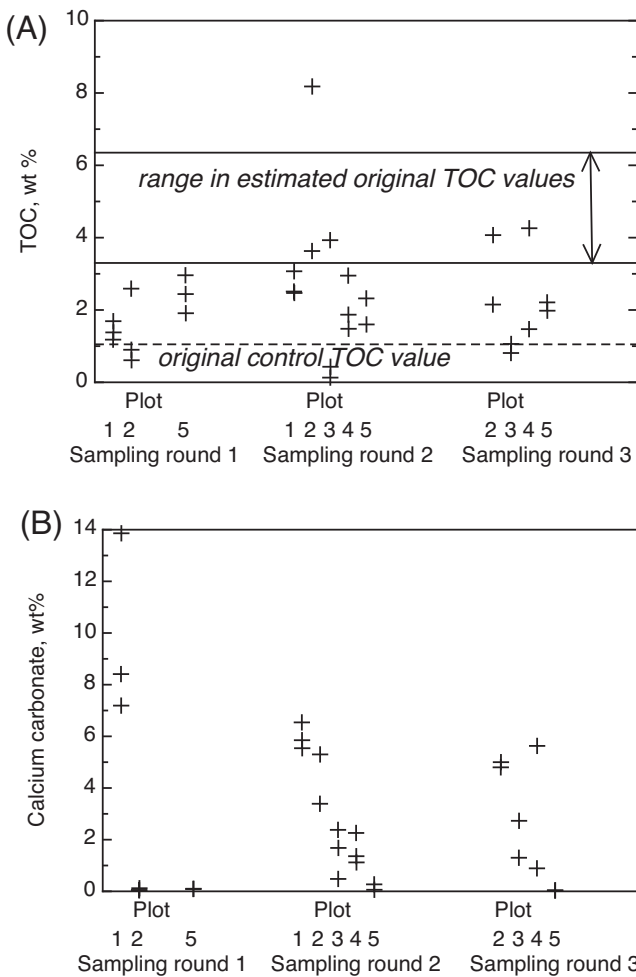 (A)
10
8
6
4
2
0
TOC, wt %
range in estimated original TOC values
original control TOC value
Plot Plot Plot
1 2 5 1 2 3 4 5 2 3 4 5
Sampling round 1 Sampling round 2 Sampling round 3
(B)
14
12
10
8
6
4
2
0
Calcium carbonate, wt%
Plot Plot Plot
1 2 5 1 2 3 4 5 2 3 4 5
Sampling round 1 Sampling round 2 Sampling round 3